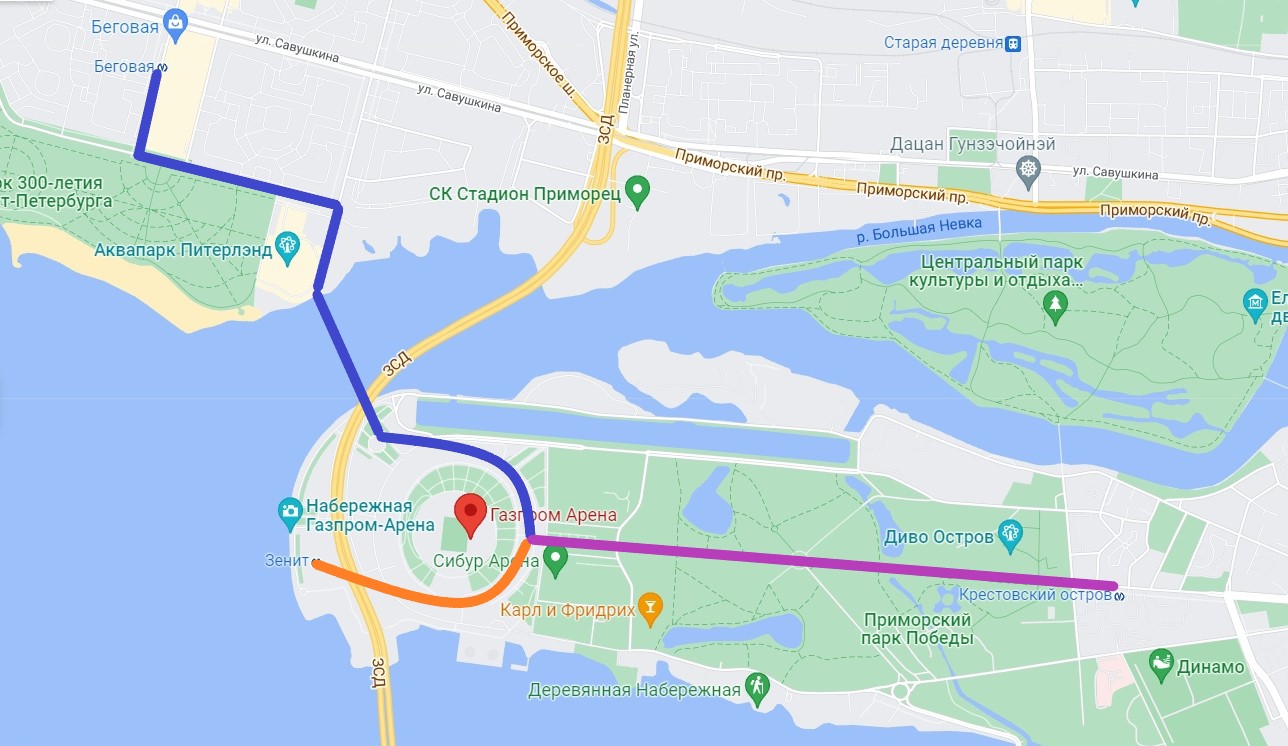 Беговая
Беговая
ул. Савушкина
ул. Савушкина
Приморское ш.
Планерная ул.
ЗСД
Старая деревня
Дацан Гунзэчойнэй
ул. Савушкина
Приморский пр.
Приморский пр.
Приморский пр.
СК Стадион Приморец
р. Большая Невка
рк 300-летия
т-Петербурга
Аквапарк Питерлэнд
Центральный парк
культуры и отдыха...
Ел
дв
ЗСД
Набережная
Газпром-Арена
Газпром Арена
Зенит
Сибур Арена
Диво Остров
Крестовский остров
Карл и Фридрих
Приморский
парк Победы
ЗСД
Деревянная Набережная
Динамо